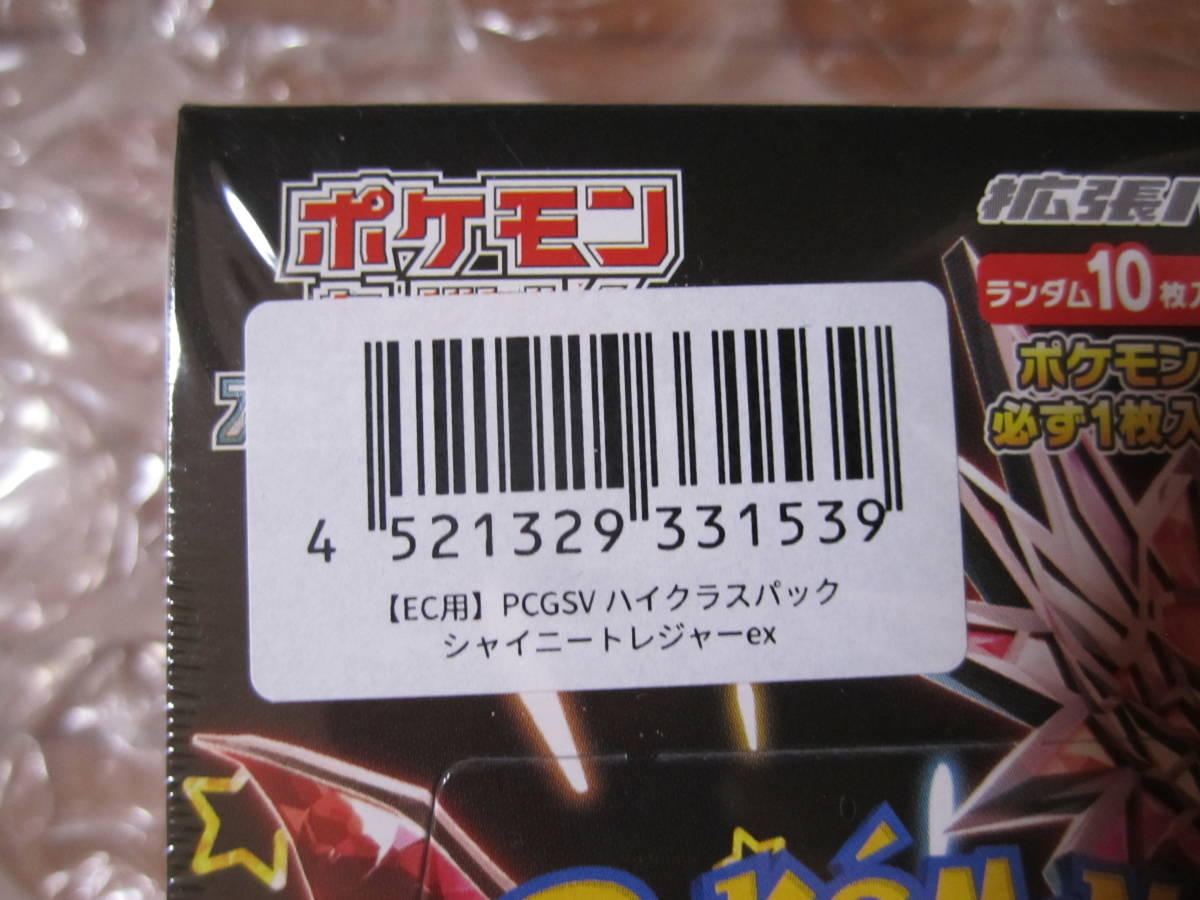 ポケモン
拡張
ランダム10枚入
ポケモン
必ず1枚入
4 521329 331539
【EC用】PCGSV ハイクラスパック
シャイニートレジャーex
Pokém